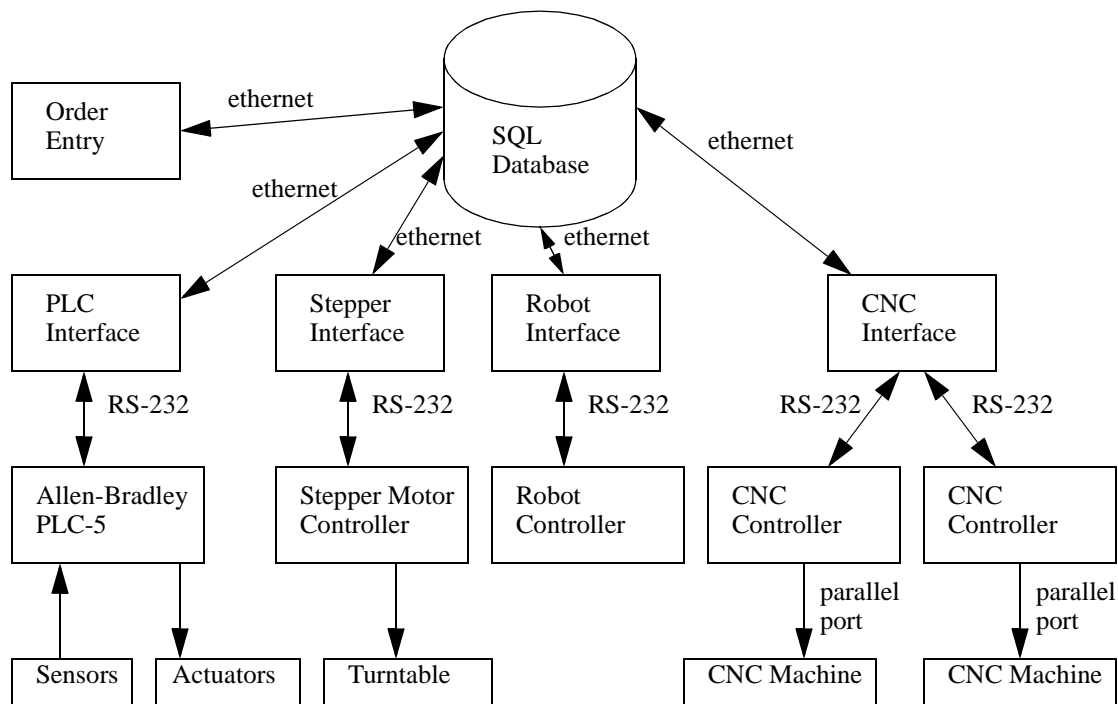 ethernet
Order
Entry
SQL
Database
ethernet
ethernet
ethernet
ethernet
PLC
Interface
Stepper
Interface
Robot
Interface
CNC
Interface
RS-232
RS-232
RS-232
RS-232
RS-232
Allen-Bradley
PLC-5
Stepper Motor
Controller
Robot
Controller
CNC
Controller
CNC
Controller
parallel
port
parallel
port
Sensors
Actuators
Turntable
CNC Machine
CNC Machine